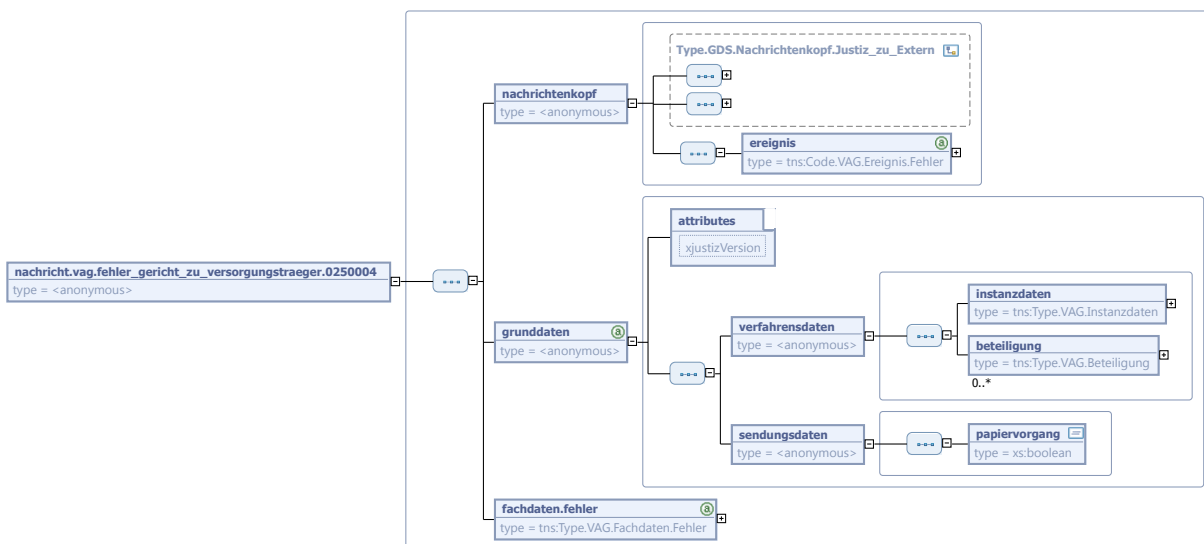 Type.GDS.Nachrichtenkopf.Justiz_zu_Extern
nachrichtenkopf
type = <anonymous>
ereignis
type = tns:Code.VAG.Ereignis.Fehler
attributes
xjustizVersion
nachricht.vag.fehler_gericht_zu_versorgungstraeger.0250004
type = <anonymous>
grunddaten
type = <anonymous>
verfahrensdaten
type = <anonymous>
instanzdaten
type = tns:Type.VAG.Instanzdaten
beteiligung
type = tns:Type.VAG.Beteiligung
0..*
sendungsdaten
type = <anonymous>
papiervorgang
type = xs:boolean
fachdaten.fehler
type = tns:Type.VAG.Fachdaten.Fehler